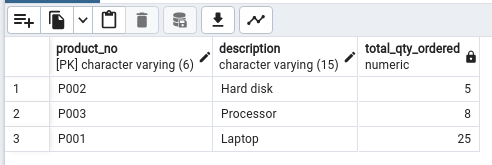 product_no description total_qty_ordered
[PK] character varying (6) character varying (15) numeric
1 P002 Hard disk 5
2 P003 Processor 8
3 P001 Laptop 25